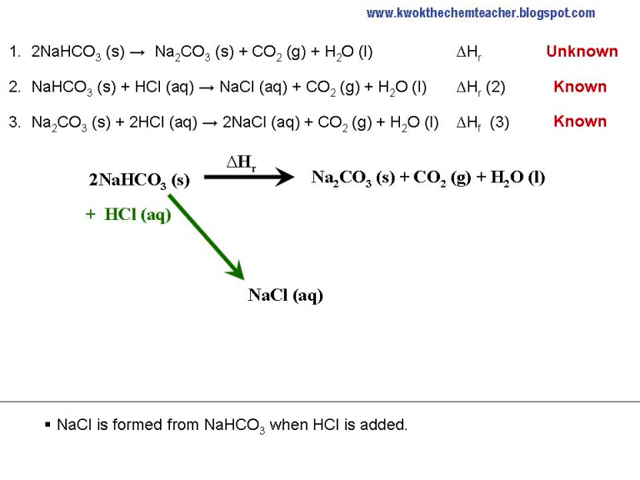 www.kwokthechemteacher.blogspot.com
1. 2NaHCO₃ (s) → Na₂CO₃ (s) + CO₂ (g) + H₂O (l) ΔHᵣ Unknown
2. NaHCO₃ (s) + HCl (aq) → NaCl (aq) + CO₂ (g) + H₂O (l) ΔHᵣ (2) Known
3. Na₂CO₃ (s) + 2HCl (aq) → 2NaCl (aq) + CO₂ (g) + H₂O (l) ΔH_f (3) Known
ΔHᵣ
2NaHCO₃ (s) Na₂CO₃ (s) + CO₂ (g) + H₂O (l)
+ HCl (aq)
NaCl (aq)
▪ NaCl is formed from NaHCO₃ when HCl is added.